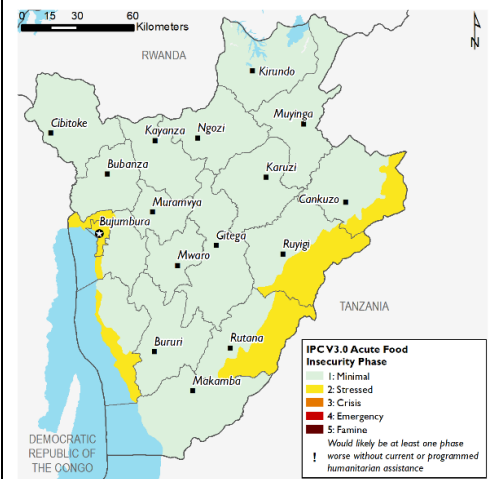 0 15 30 60
Kilometers
N
RWANDA
Kirundo
Muyinga
Cibitoke
Kayanza
Ngozi
Bubanza
Karuzi
Muramvya
Cankuzo
Bujumbura
Gitega
Mwaro
Ruyigi
TANZANIA
Bururi
Rutana
Makamba
DEMOCRATIC
REPUBLIC OF
THE CONGO
IPC V3.0 Acute Food
Insecurity Phase
1: Minimal
2: Stressed
3: Crisis
4: Emergency
5: Famine
Would likely be at least one phase
! worse without current or programmed
humanitarian assistance